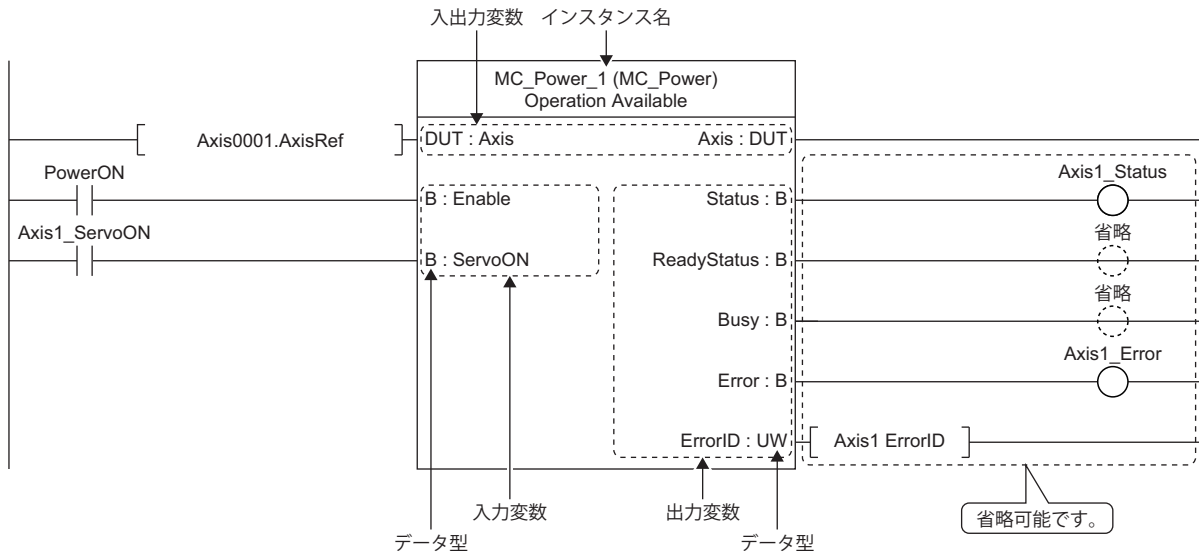 入出力変数 インスタンス名
MC_Power_1 (MC_Power)
Operation Available
Axis0001.AxisRef
DUT : Axis
Axis : DUT
PowerON
B : Enable
Status : B
Axis1_Status
Axis1_ServoON
B : ServoON
ReadyStatus : B
省略
Busy : B
省略
Error : B
Axis1_Error
ErrorID : UW
Axis1 ErrorID
入力変数
出力変数
省略可能です。
データ型
データ型